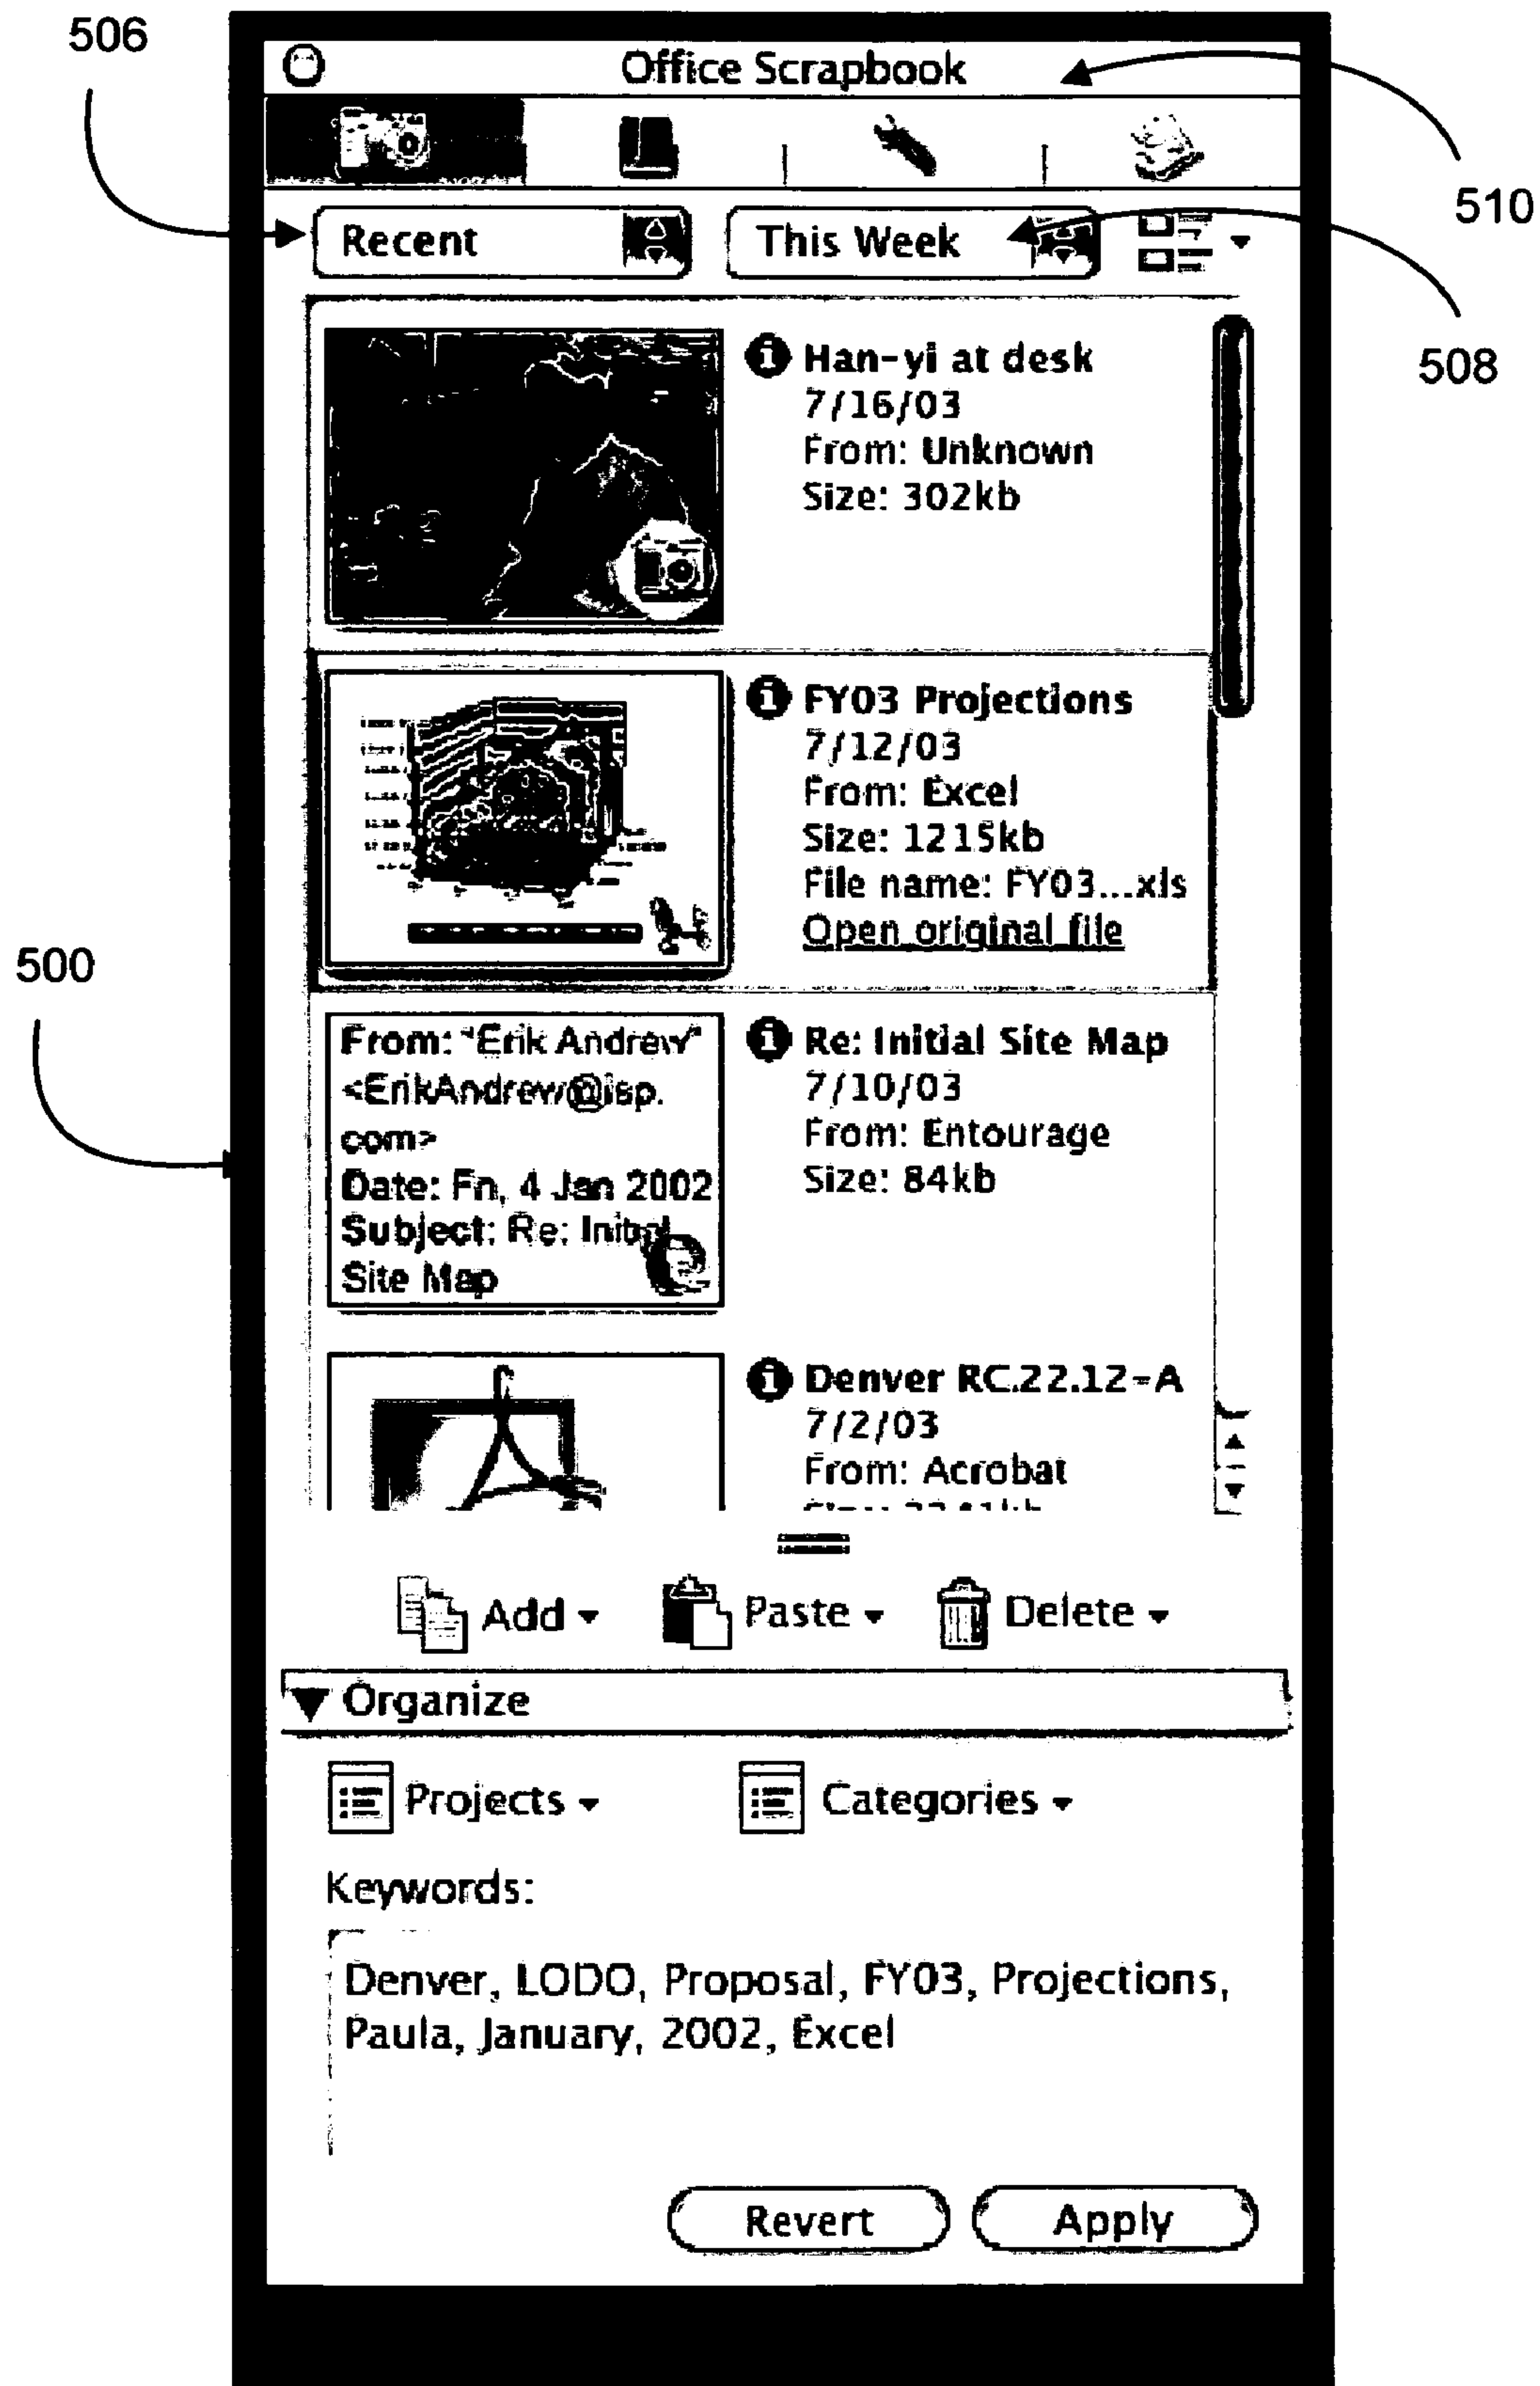 506
Office Scrapbook
510
Recent
This Week
508
Han-yi at desk
7/16/03
From: Unknown
Size: 302kb
FY03 Projections
7/12/03
From: Excel
Size: 1215kb
File name: FY03...xls
Open original file
500
From: "Erik Andrew"
<ErikAndrew@isp.
com>
Date: Fri, 4 Jan 2002
Subject: Re: Initial
Site Map
Re: Initial Site Map
7/10/03
From: Entourage
Size: 84kb
Denver RC.22.12-A
7/2/03
From: Acrobat
Add
Paste
Delete
Organize
Projects
Categories
Keywords:
Denver, LODO, Proposal, FY03, Projections,
Paula, January, 2002, Excel
Revert
Apply